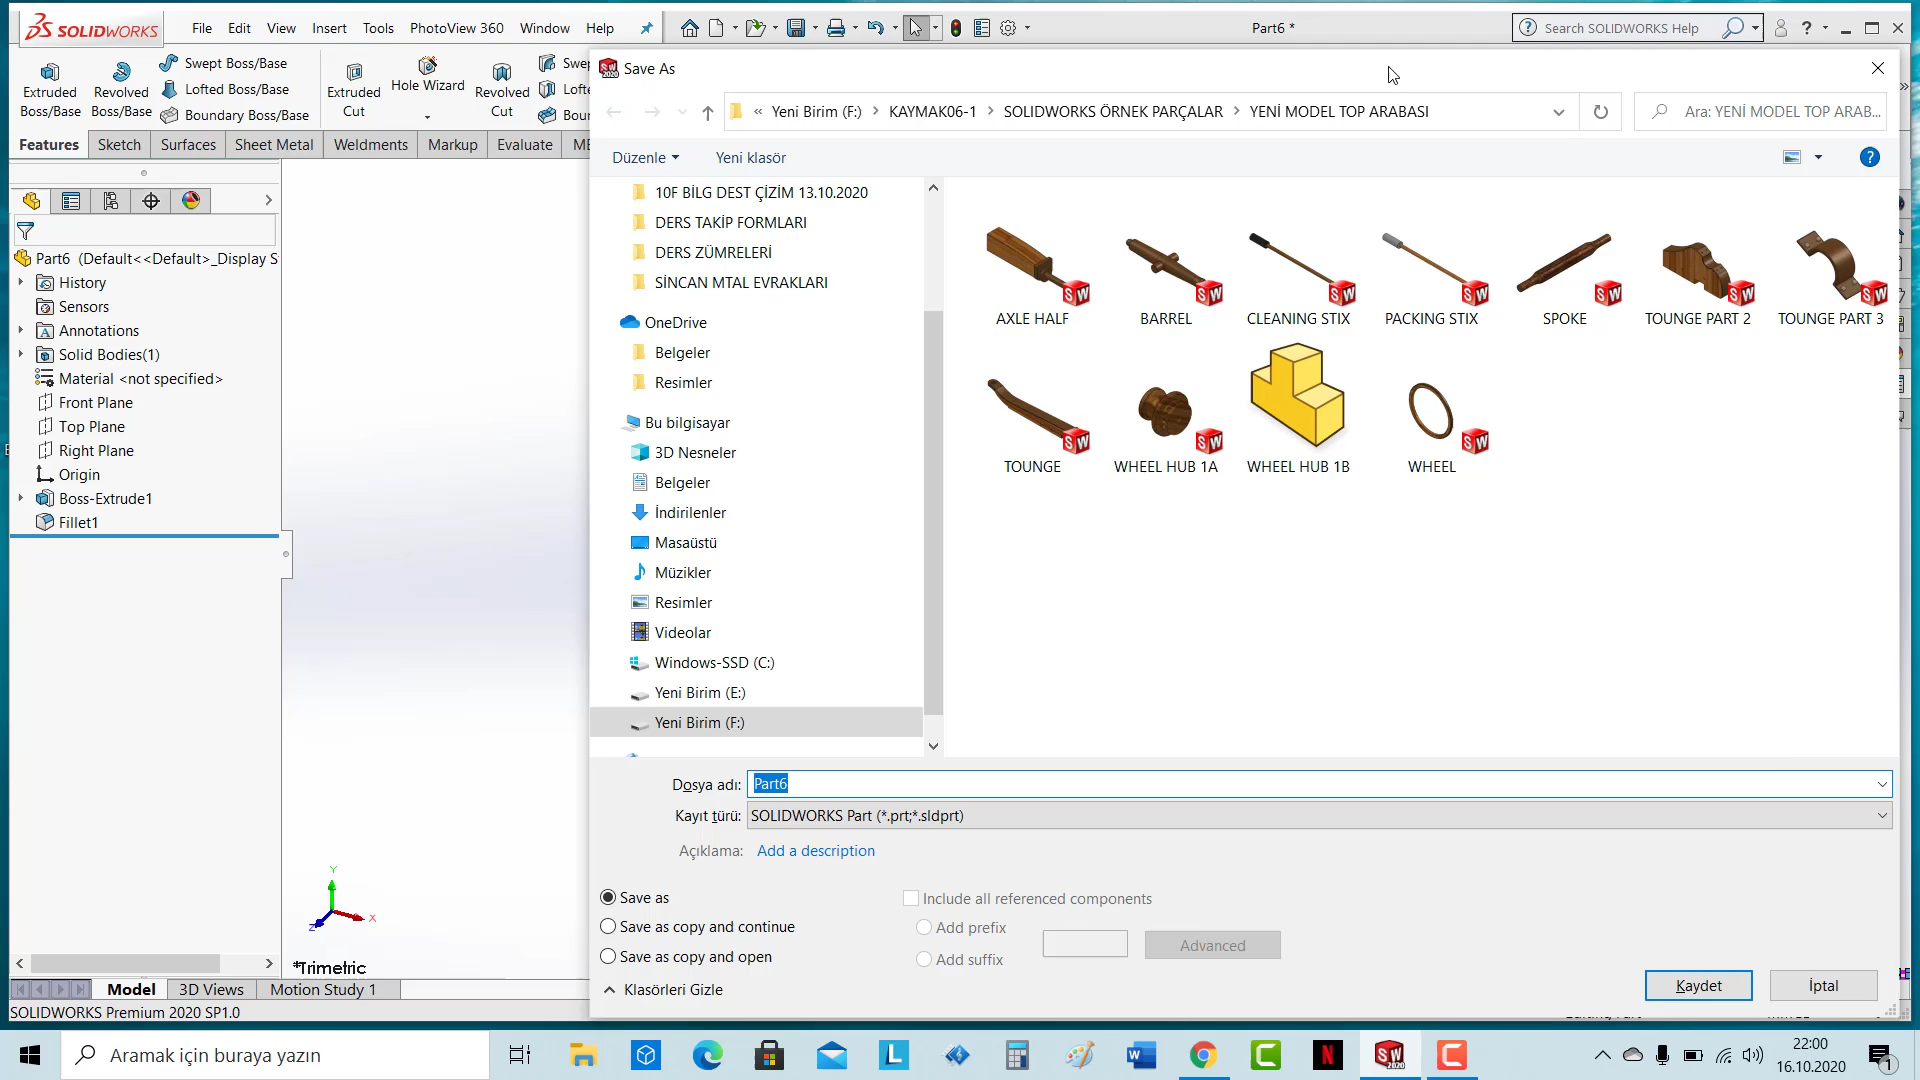 SOLIDWORKS File Edit View Insert Tools PhotoView 360 Window Help Part6 * Search SOLIDWORKS Help ?
Extruded Boss/Base
Revolved Boss/Base
Swept Boss/Base
Lofted Boss/Base
Boundary Boss/Base
Extruded Cut
Hole Wizard
Revolved Cut
Swe
Lofte
Bou
Features Sketch Surfaces Sheet Metal Weldments Markup Evaluate
Part6 (Default<<Default>_Display S
History
Sensors
Annotations
Solid Bodies(1)
Material <not specified>
Front Plane
Top Plane
Right Plane
Origin
Boss-Extrude1
Fillet1
Y
X
Z
*Trimetric
Model 3D Views Motion Study 1
SOLIDWORKS Premium 2020 SP1.0
Save As
« Yeni Birim (F:) › KAYMAK06-1 › SOLIDWORKS ÖRNEK PARÇALAR › YENİ MODEL TOP ARABASI
Ara: YENİ MODEL TOP ARAB...
Düzenle Yeni klasör
10F BİLG DEST ÇİZİM 13.10.2020
DERS TAKİP FORMLARI
DERS ZÜMRELERİ
SİNCAN MTAL EVRAKLARI
OneDrive
Belgeler
Resimler
Bu bilgisayar
3D Nesneler
Belgeler
İndirilenler
Masaüstü
Müzikler
Resimler
Videolar
Windows-SSD (C:)
Yeni Birim (E:)
Yeni Birim (F:)
AXLE HALF BARREL CLEANING STIX PACKING STIX SPOKE TOUNGE PART 2 TOUNGE PART 3
TOUNGE WHEEL HUB 1A WHEEL HUB 1B WHEEL
Dosya adı: Part6
Kayıt türü: SOLIDWORKS Part (*.prt;*.sldprt)
Açıklama: Add a description
Save as
Save as copy and continue
Save as copy and open
Include all referenced components
Add prefix
Add suffix
Advanced
Klasörleri Gizle
Kaydet İptal
Aramak için buraya yazın
22:00
16.10.2020
1